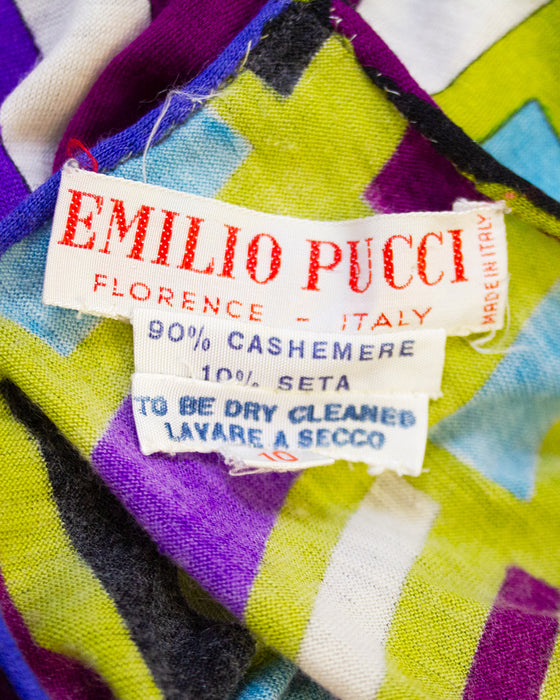 EMILIO PUCCI
MADE IN ITALY
FLORENCE - ITALY
90% CASHEMERE
10% SETA
TO BE DRY CLEANED
LAVARE A SECCO
10